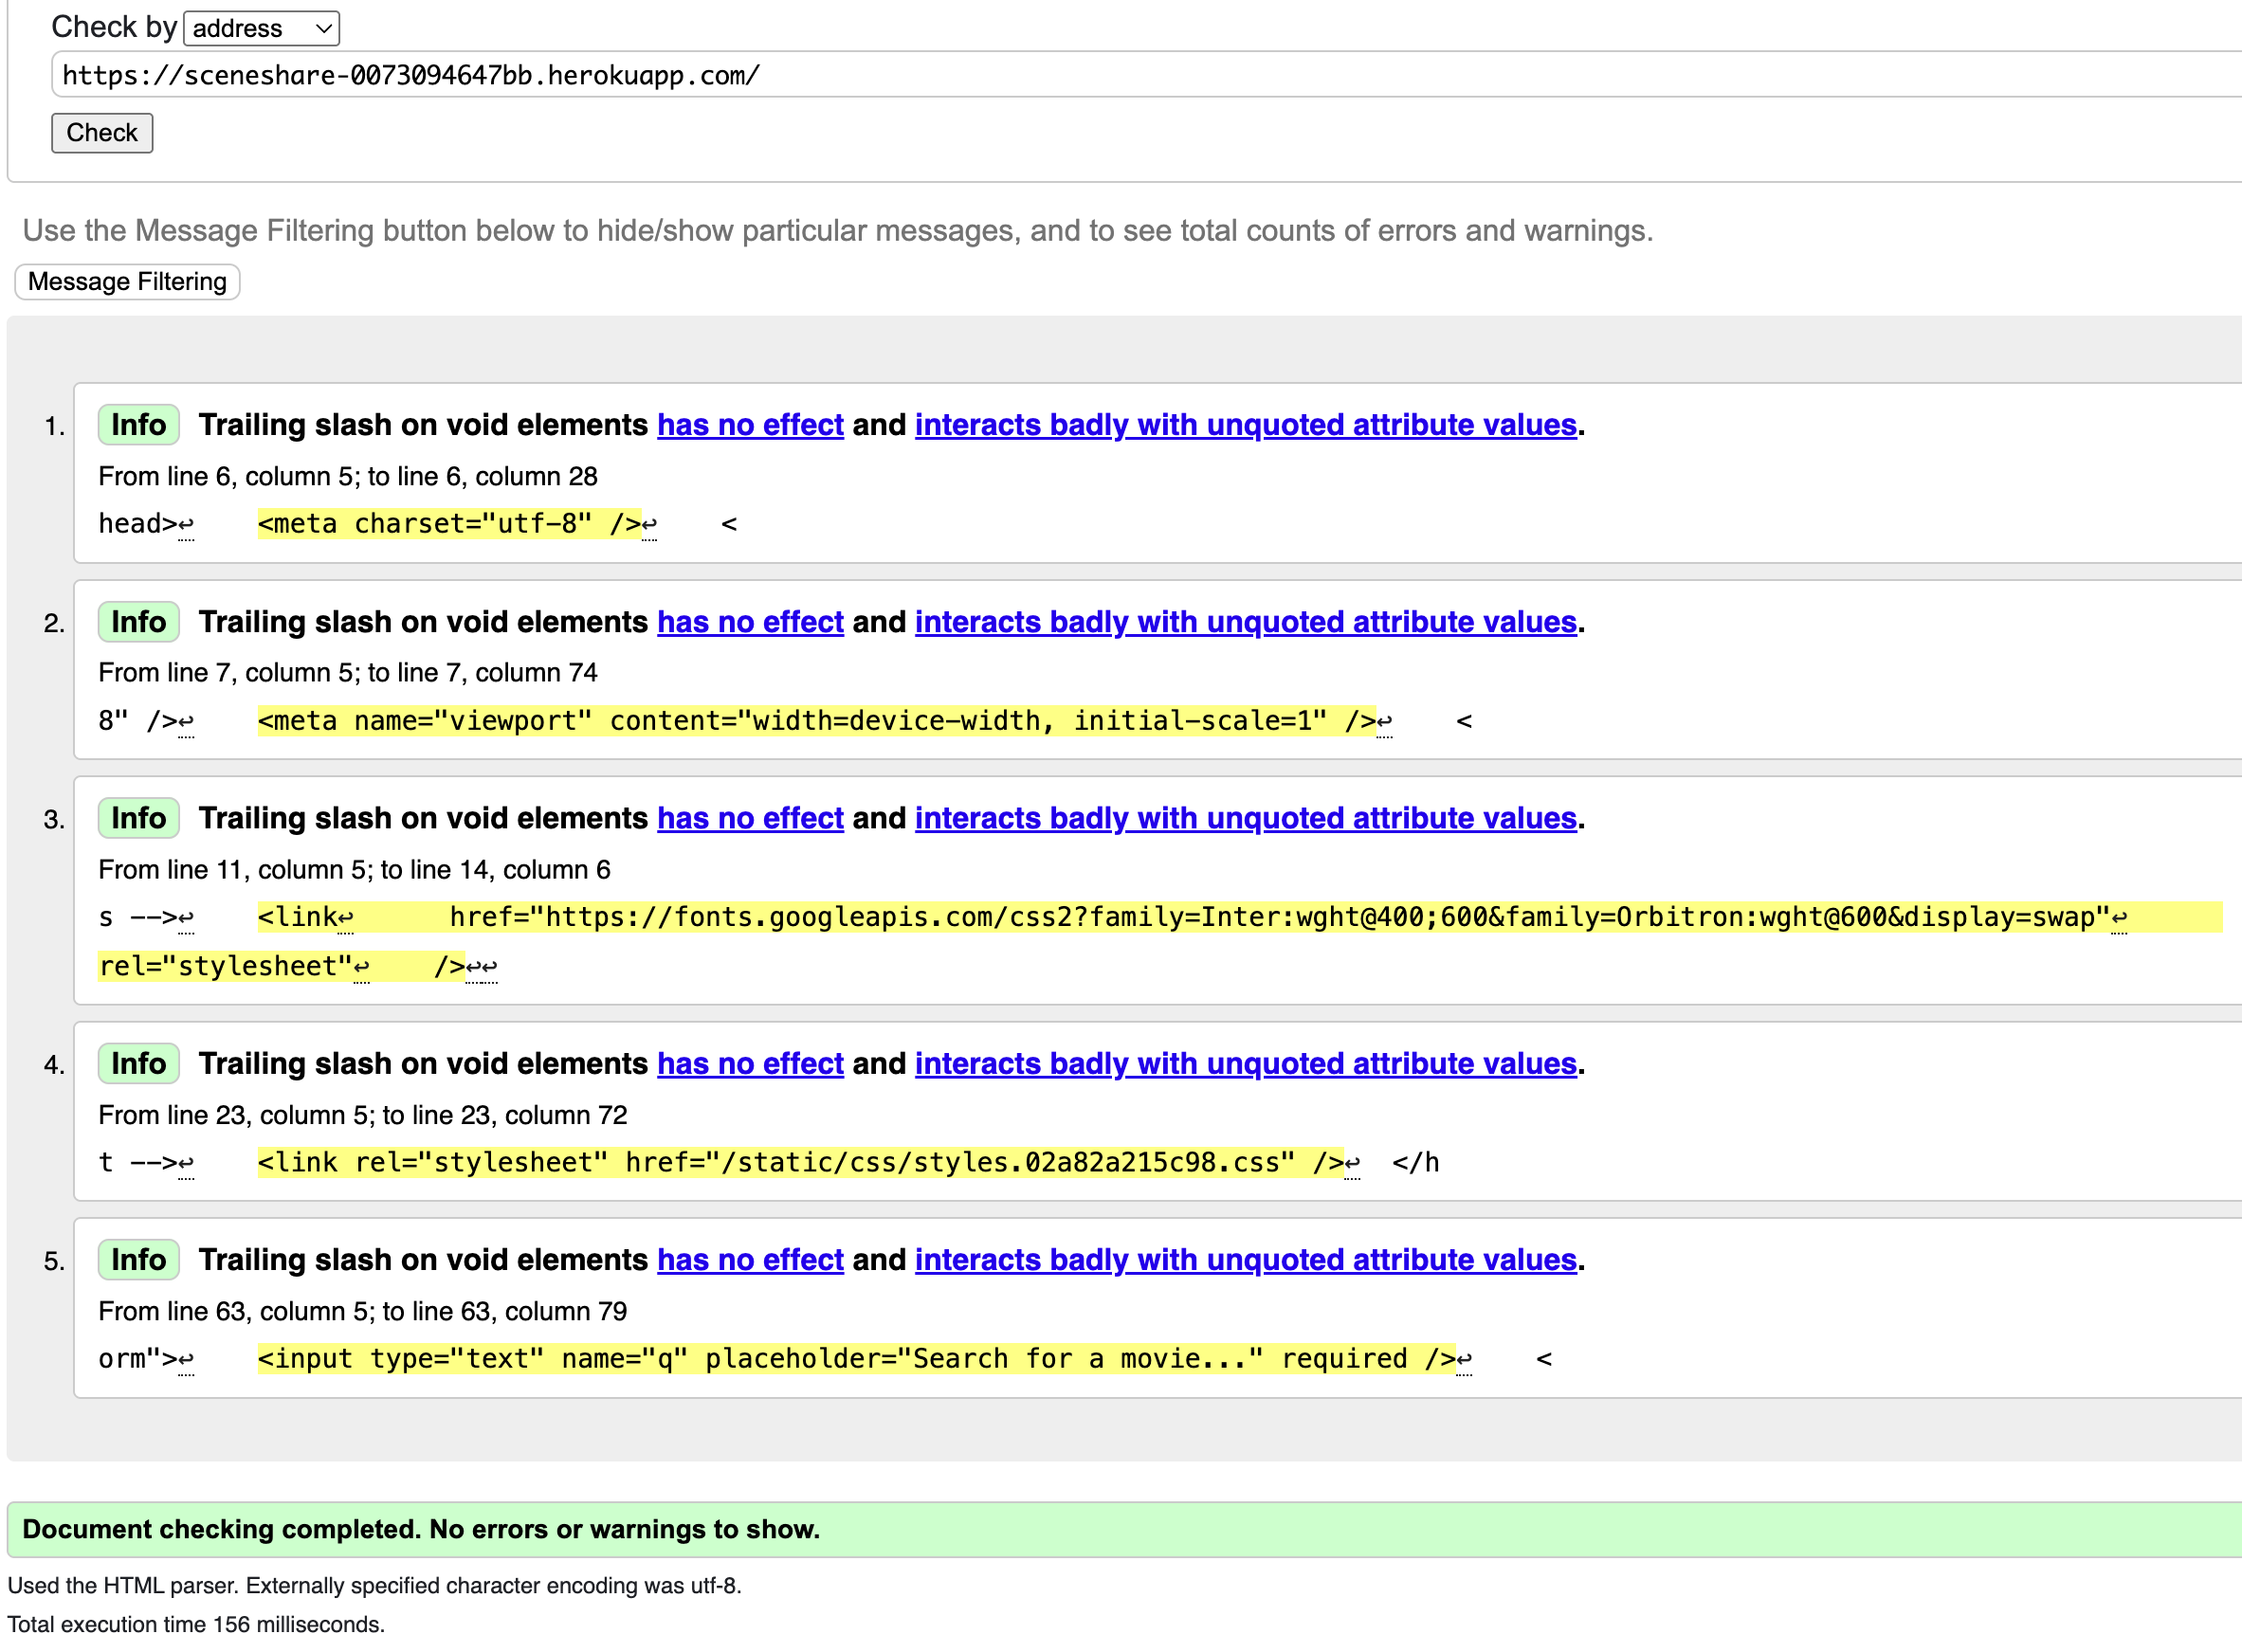 Check by address
https://sceneshare-0073094647bb.herokuapp.com/
Check
Use the Message Filtering button below to hide/show particular messages, and to see total counts of errors and warnings.
Message Filtering
1. Info Trailing slash on void elements has no effect and interacts badly with unquoted attribute values.
From line 6, column 5; to line 6, column 28
head>↩    <meta charset="utf-8" />↩    <
2. Info Trailing slash on void elements has no effect and interacts badly with unquoted attribute values.
From line 7, column 5; to line 7, column 74
8" />↩    <meta name="viewport" content="width=device-width, initial-scale=1" />↩    <
3. Info Trailing slash on void elements has no effect and interacts badly with unquoted attribute values.
From line 11, column 5; to line 14, column 6
s -->↩    <link↩      href="https://fonts.googleapis.com/css2?family=Inter:wght@400;600&family=Orbitron:wght@600&display=swap"↩
rel="stylesheet"↩    />↩↩
4. Info Trailing slash on void elements has no effect and interacts badly with unquoted attribute values.
From line 23, column 5; to line 23, column 72
t -->↩    <link rel="stylesheet" href="/static/css/styles.02a82a215c98.css" />↩  </h
5. Info Trailing slash on void elements has no effect and interacts badly with unquoted attribute values.
From line 63, column 5; to line 63, column 79
orm">↩    <input type="text" name="q" placeholder="Search for a movie..." required />↩    <
Document checking completed. No errors or warnings to show.
Used the HTML parser. Externally specified character encoding was utf-8.
Total execution time 156 milliseconds.